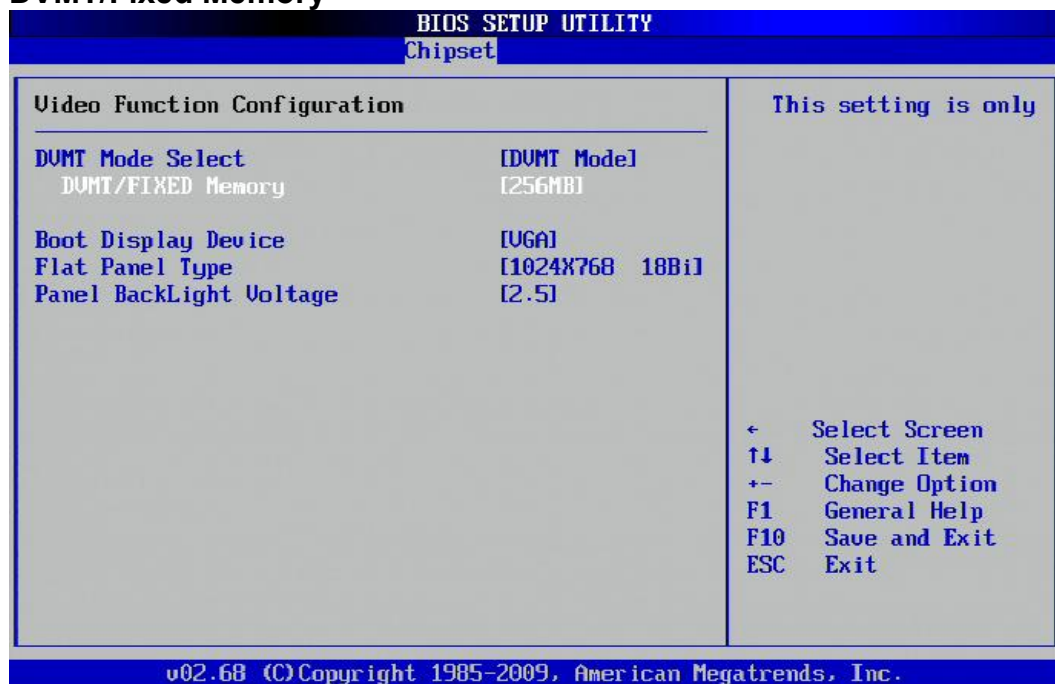 DVMT/Fixed Memory
BIOS SETUP UTILITY
Chipset
Video Function Configuration
DVMT Mode Select [DVMT Mode]
DVMT/FIXED Memory [256MB]
Boot Display Device [VGA]
Flat Panel Type [1024X768 18Bi]
Panel BackLight Voltage [2.5]
This setting is only
← Select Screen
↑↓ Select Item
+- Change Option
F1 General Help
F10 Save and Exit
ESC Exit
v02.68 (C)Copyright 1985-2009, American Megatrends, Inc.